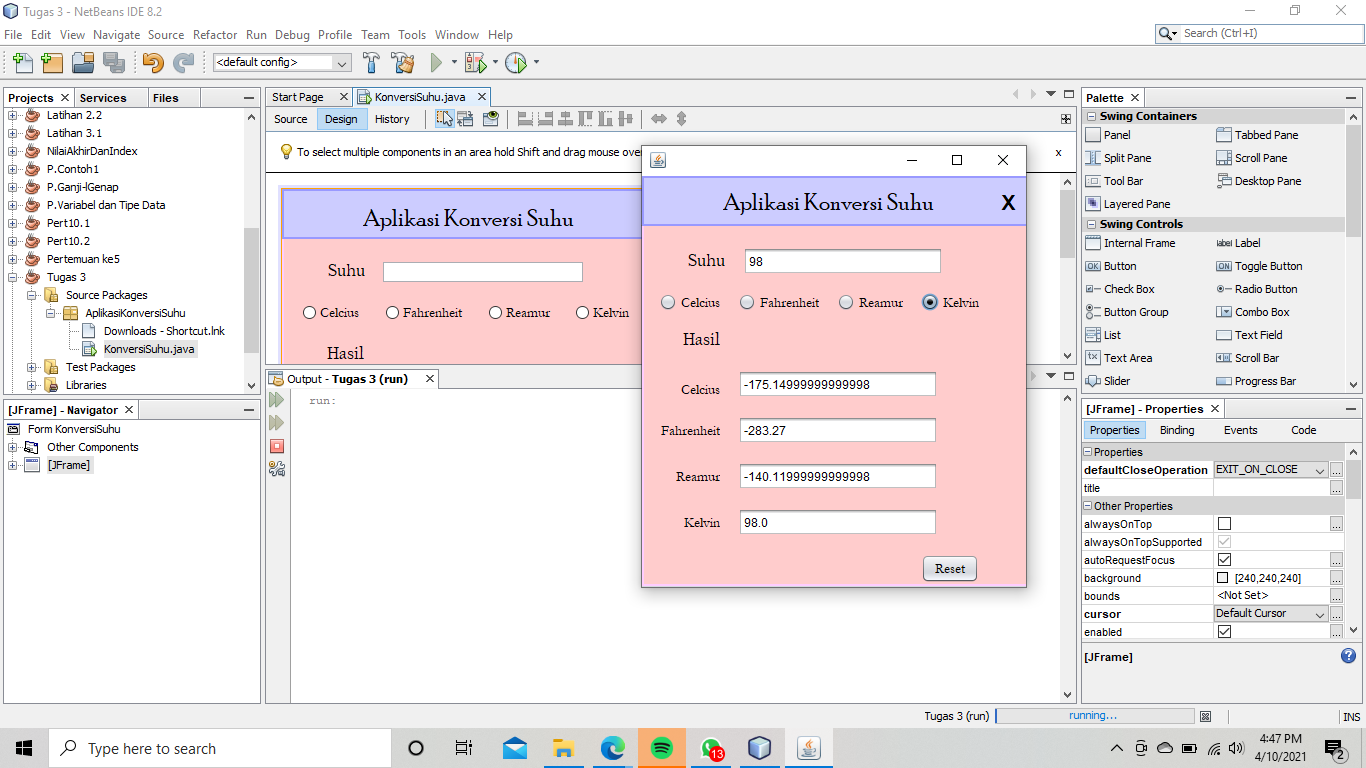 Tugas 3 - NetBeans IDE 8.2
File Edit View Navigate Source Refactor Run Debug Profile Team Tools Window Help
Search (Ctrl+I)
<default config>
Projects X Services Files
Latihan 2.2
Latihan 3.1
NilaiAkhirDanIndex
P.Contoh1
P.Ganji-lGenap
P.Variabel dan Tipe Data
Pert10.1
Pert10.2
Pertemuan ke5
Tugas 3
Source Packages
AplikasiKonversiSuhu
Downloads - Shortcut.lnk
KonversiSuhu.java
Test Packages
Libraries
[JFrame] - Navigator X
Form KonversiSuhu
Other Components
[JFrame]
Start Page X KonversiSuhu.java X
Source Design History
To select multiple components in an area hold Shift and drag mouse over x
Aplikasi Konversi Suhu
Suhu
Celcius Fahrenheit Reamur Kelvin
Hasil
Output - Tugas 3 (run) X
run:
Aplikasi Konversi Suhu X
Suhu 98
Celcius Fahrenheit Reamur Kelvin
Hasil
Celcius -175.14999999999998
Fahrenheit -283.27
Reamur -140.11999999999998
Kelvin 98.0
Reset
Palette X
Swing Containers
Panel Tabbed Pane
Split Pane Scroll Pane
Tool Bar Desktop Pane
Layered Pane
Swing Controls
Internal Frame label Label
OK Button ON Toggle Button
Check Box Radio Button
Button Group Combo Box
List Text Field
Text Area Scroll Bar
Slider Progress Bar
[JFrame] - Properties X
Properties Binding Events Code
Properties
defaultCloseOperation EXIT_ON_CLOSE ...
title ...
Other Properties
alwaysOnTop ...
alwaysOnTopSupported
autoRequestFocus ...
background [240,240,240] ...
bounds <Not Set> ...
cursor Default Cursor ...
enabled ...
[JFrame]
Tugas 3 (run) running... INS
Type here to search
13
4:47 PM
4/10/2021
2